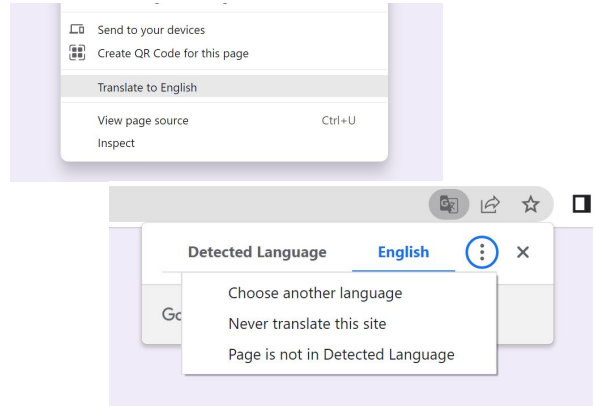 Send to your devices
Create QR Code for this page
Translate to English
View page source Ctrl+U
Inspect
Detected Language English
Choose another language
Never translate this site
Page is not in Detected Language